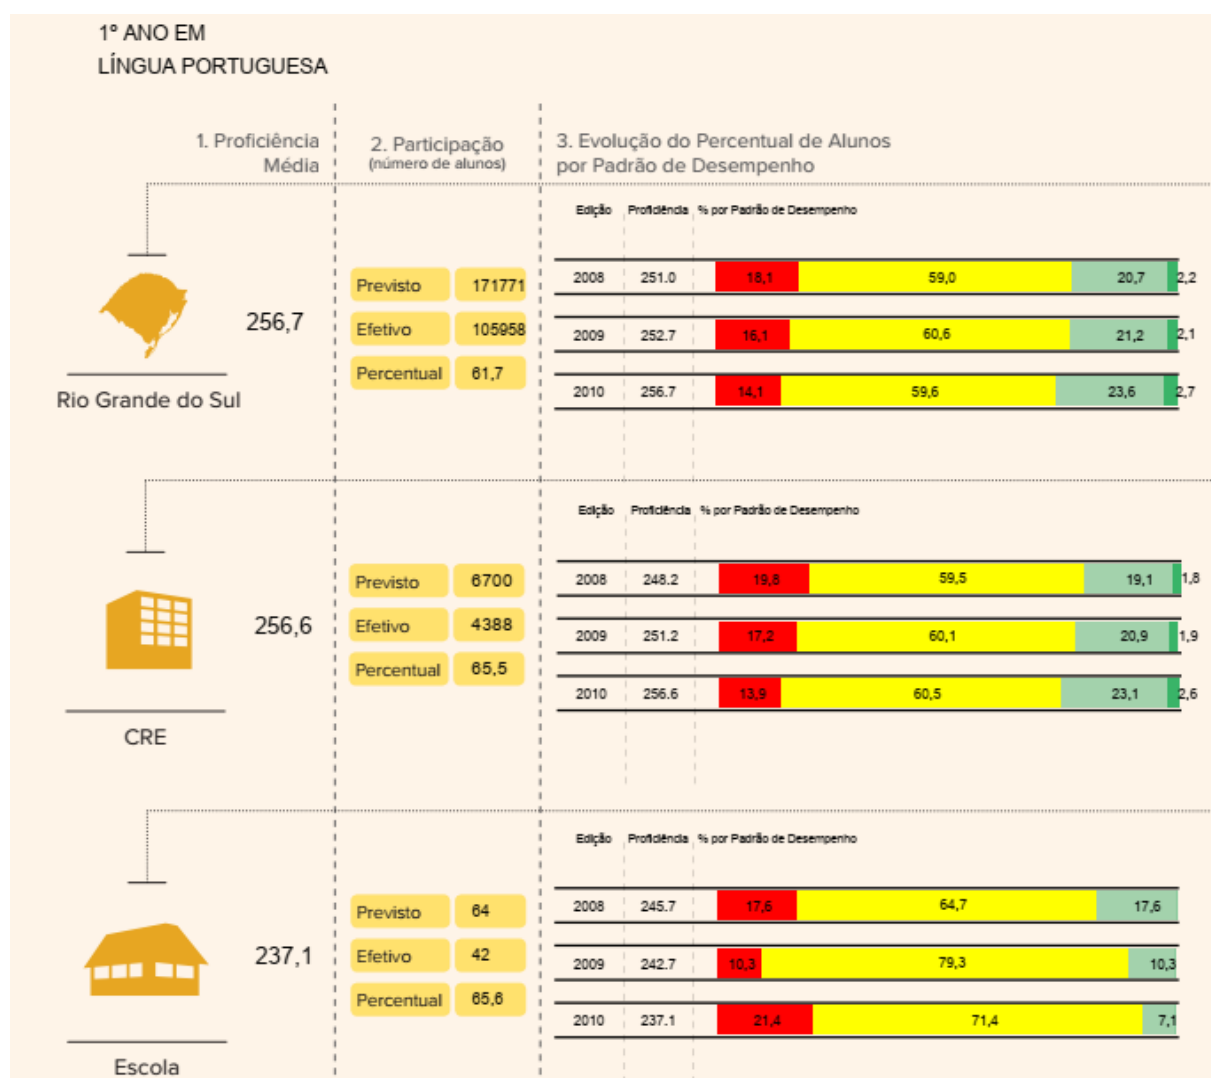 1º ANO EM
LÍNGUA PORTUGUESA
1. Proficiência
Média
2. Participação
(número de alunos)
3. Evolução do Percentual de Alunos
por Padrão de Desempenho
Edição Proficiência % por Padrão de Desempenho
Rio Grande do Sul
256,7
Previsto 171771
Efetivo 105958
Percentual 61,7
2008 251.0 18,1 59,0 20,7 2,2
2009 252.7 16,1 60,6 21,2 2,1
2010 256.7 14,1 59,6 23,6 2,7
Edição Proficiência % por Padrão de Desempenho
CRE
256,6
Previsto 6700
Efetivo 4388
Percentual 65,5
2008 248.2 19,8 59,5 19,1 1,8
2009 251.2 17,2 60,1 20,9 1,9
2010 256.6 13,9 60,5 23,1 2,6
Edição Proficiência % por Padrão de Desempenho
Escola
237,1
Previsto 64
Efetivo 42
Percentual 65,6
2008 245.7 17,6 64,7 17,6
2009 242.7 10,3 79,3 10,3
2010 237.1 21,4 71,4 7,1